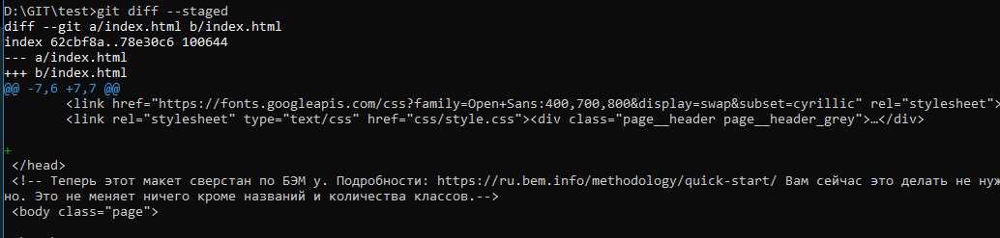 D:\GIT\test>git diff --staged
diff --git a/index.html b/index.html
index 62cbf8a..78e30c6 100644
--- a/index.html
+++ b/index.html
@@ -7,6 +7,7 @@
<link href="https://fonts.googleapis.com/css?family=Open+Sans:400,700,800&display=swap&subset=cyrillic" rel="stylesheet">
<link rel="stylesheet" type="text/css" href="css/style.css"><div class="page__header page__header_grey">…</div>
+
</head>
<!-- Теперь этот макет сверстан по БЭМ у. Подробности: https://ru.bem.info/methodology/quick-start/ Вам сейчас это делать не нуж
но. Это не меняет ничего кроме названий и количества классов.-->
<body class="page">